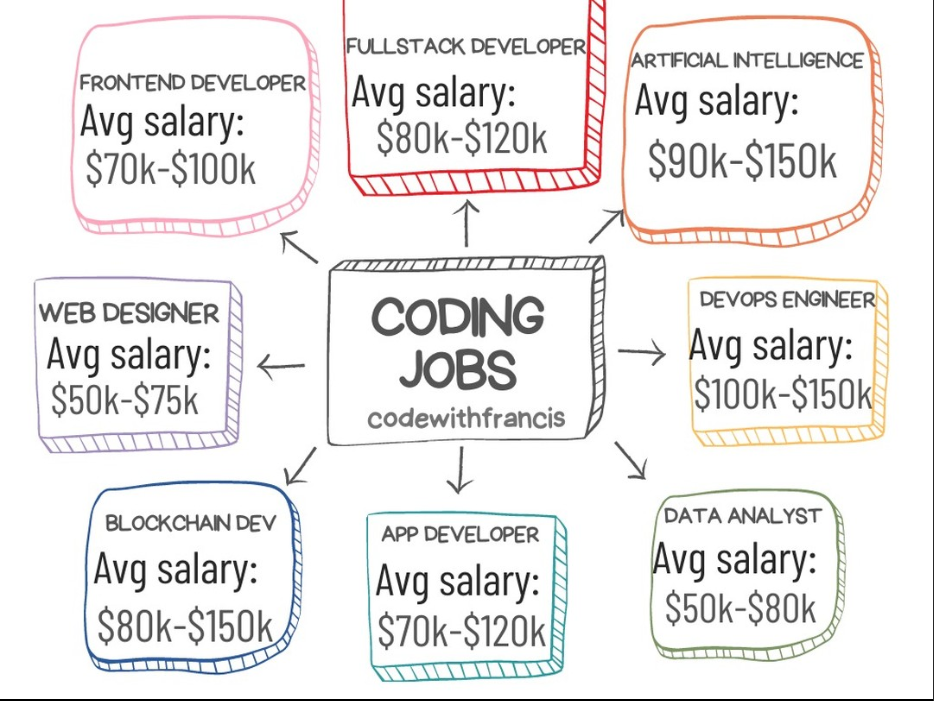 FRONTEND DEVELOPER
Avg salary:
$70k-$100k
FULLSTACK DEVELOPER
Avg salary:
$80k-$120k
ARTIFICIAL INTELLIGENCE
Avg salary:
$90k-$150k
WEB DESIGNER
Avg salary:
$50k-$75k
CODING
JOBS
codewithfrancis
DEVOPS ENGINEER
Avg salary:
$100k-$150k
BLOCKCHAIN DEV
Avg salary:
$80k-$150k
APP DEVELOPER
Avg salary:
$70k-$120k
DATA ANALYST
Avg salary:
$50k-$80k